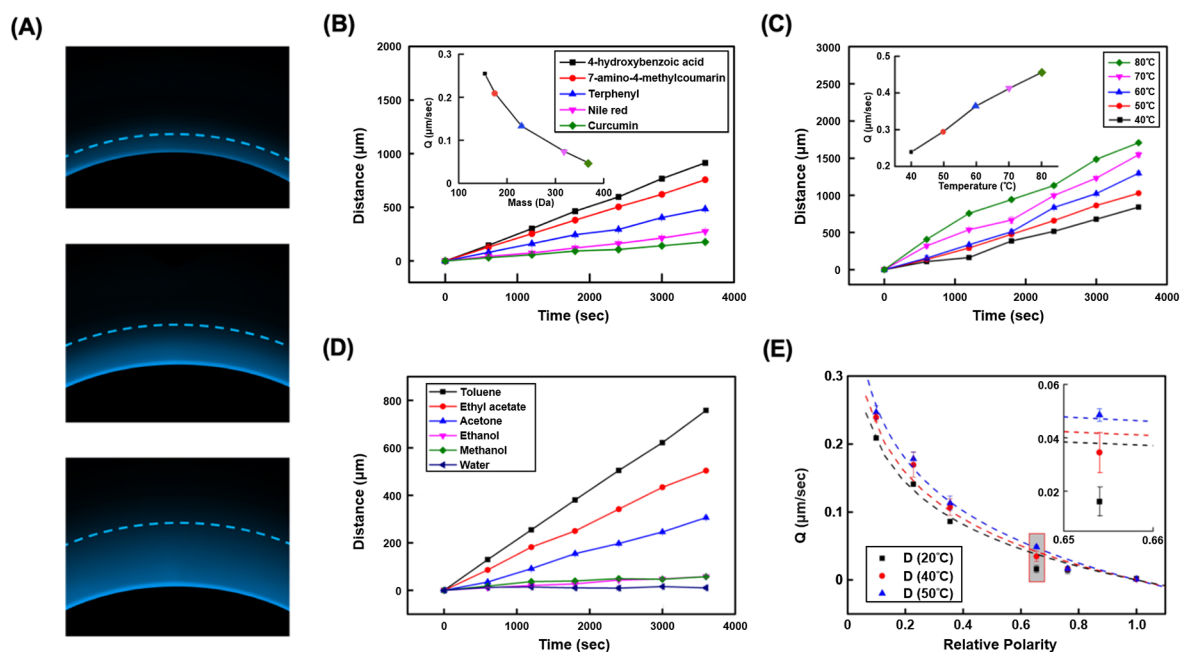 (A)
(B)
2000
1500
1000
500
0
Distance (μm)
0
1000
2000
3000
4000
Time (sec)
0.3
0.2
0.1
0
Q (μm/sec)
100
200
300
400
Mass (Da)
4-hydroxybenzoic acid
7-amino-4-methylcoumarin
Terphenyl
Nile red
Curcumin
(C)
3000
2500
2000
1500
1000
500
0
Distance (μm)
0
1000
2000
3000
4000
Time (sec)
0.5
0.4
0.3
0.2
Q (μm/sec)
40
50
60
70
80
Temperature (℃)
80℃
70℃
60℃
50℃
40℃
(D)
800
600
400
200
0
Distance (μm)
0
1000
2000
3000
4000
Time (sec)
Toluene
Ethyl acetate
Acetone
Ethanol
Methanol
Water
(E)
0.3
0.2
0.1
0
Q (μm/sec)
0
0.2
0.4
0.6
0.8
1.0
Relative Polarity
D (20℃)
D (40℃)
D (50℃)
0.06
0.04
0.02
0.65
0.66